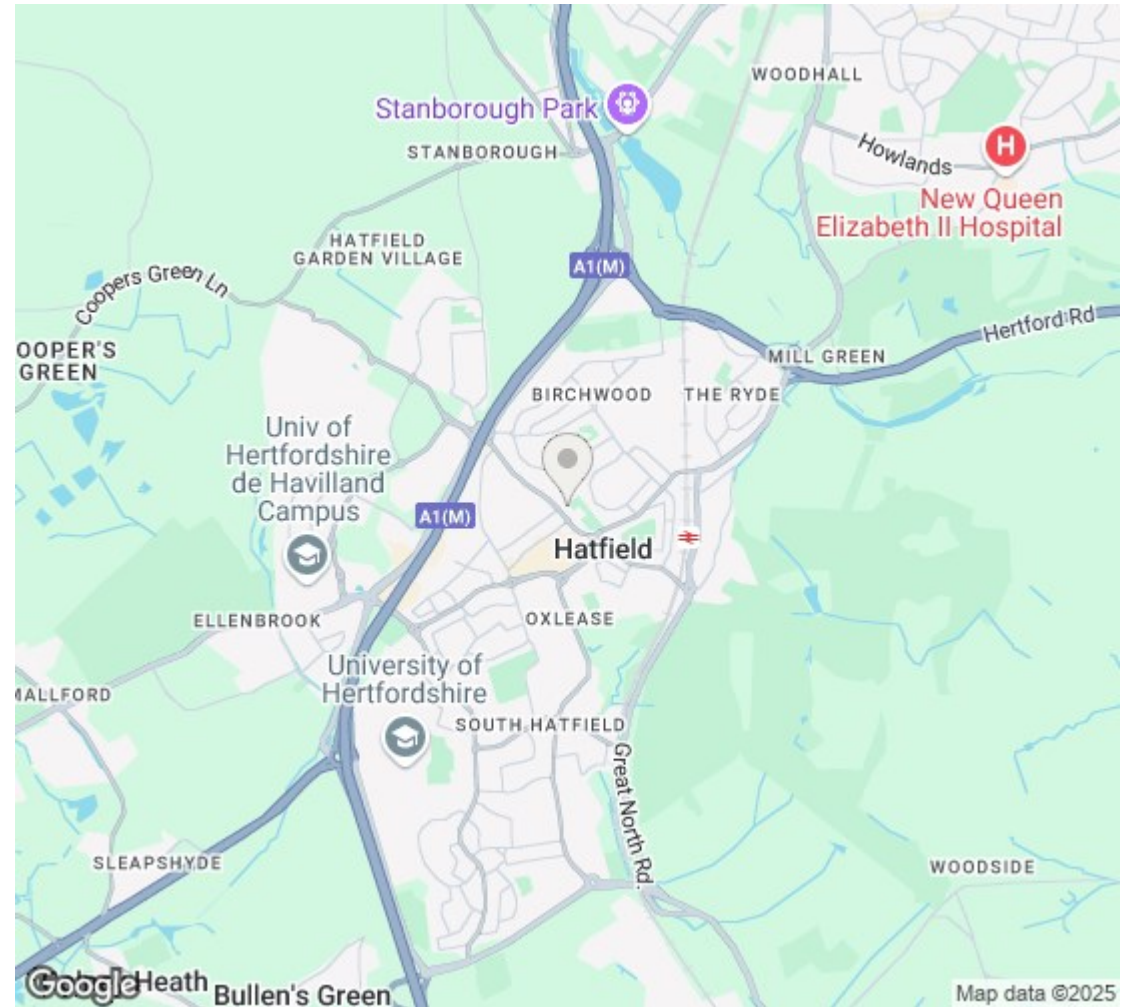 WOODHALL
Stanborough Park
STANBOROUGH
Howlands
H
New Queen
Elizabeth II Hospital
HATFIELD
GARDEN VILLAGE
A1(M)
Coopers Green Ln
Hertford Rd
OOPER'S
GREEN
MILL GREEN
BIRCHWOOD
THE RYDE
Univ of
Hertfordshire
de Havilland
Campus
A1(M)
Hatfield
ELLENBROOK
OXLEASE
University of
Hertfordshire
MALLFORD
SOUTH HATFIELD
Great North Rd.
SLEAPSHYDE
WOODSIDE
Google
Heath
Bullen's Green
Map data ©2025